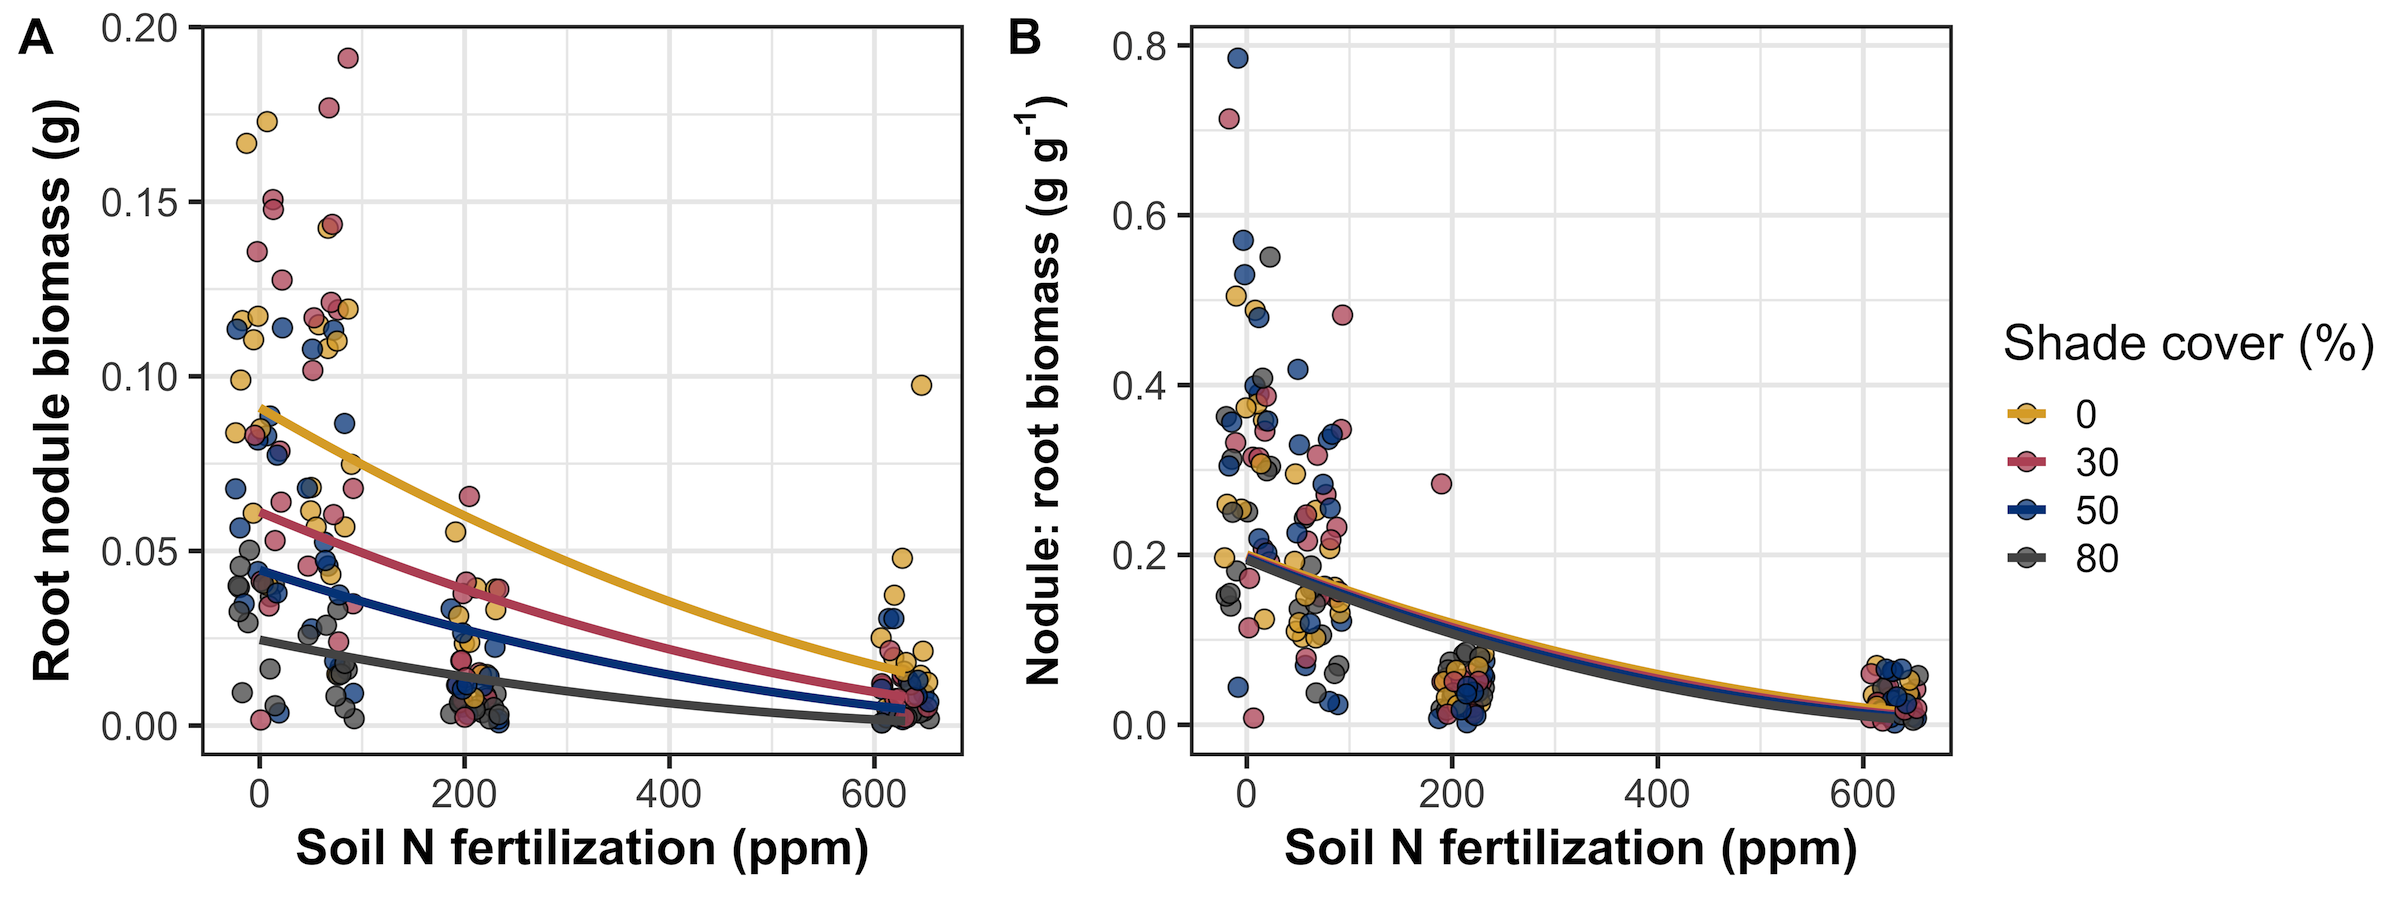 A
Root nodule biomass (g)
0.20
0.15
0.10
0.05
0.00
0 200 400 600
Soil N fertilization (ppm)
B
Nodule: root biomass (g g⁻¹)
0.8
0.6
0.4
0.2
0.0
0 200 400 600
Soil N fertilization (ppm)
Shade cover (%)
0
30
50
80